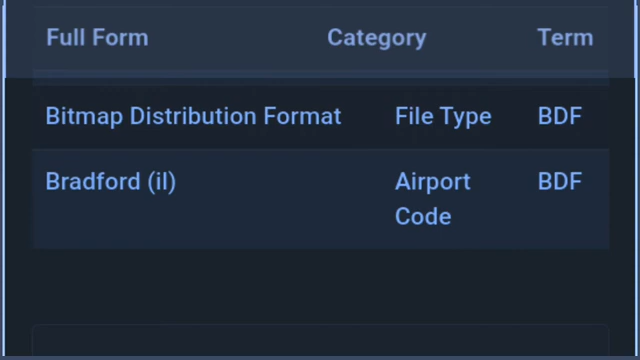 Full Form Category Term
Bitmap Distribution Format File Type BDF
Bradford (il) Airport BDF
Code